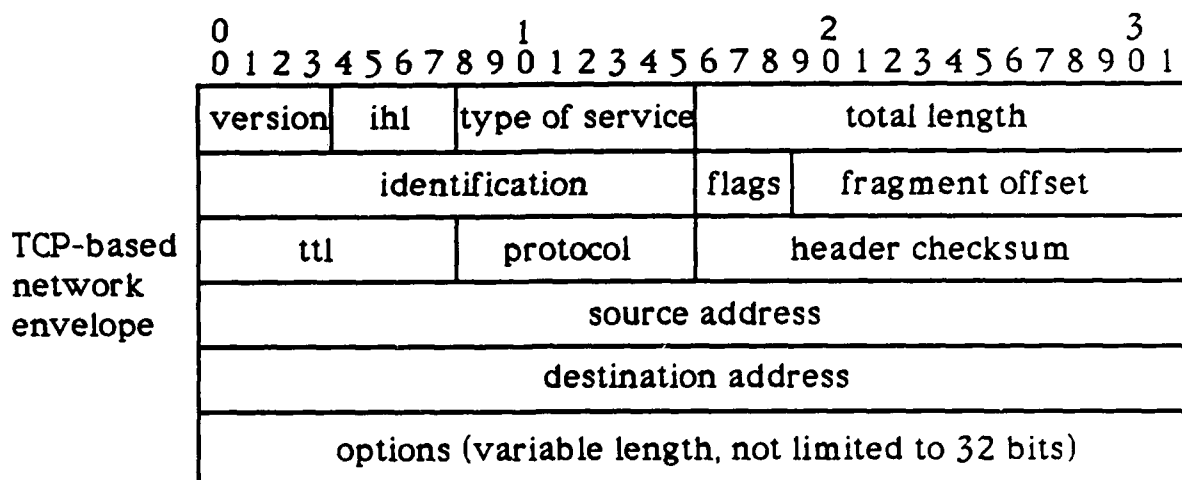 0 1 2 3
0 1 2 3 4 5 6 7 8 9 0 1 2 3 4 5 6 7 8 9 0 1 2 3 4 5 6 7 8 9 0 1
version ihl type of service total length
identification flags fragment offset
TCP-based
network
envelope
ttl protocol header checksum
source address
destination address
options (variable length, not limited to 32 bits)